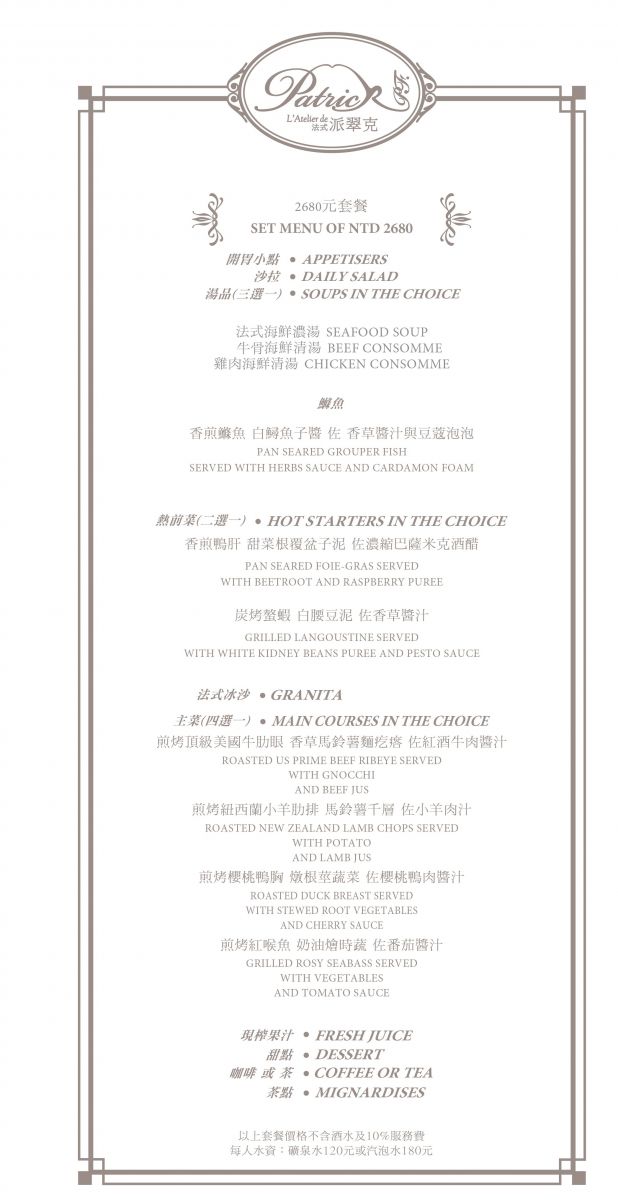 Patrick
P.F.
L'Atelier de
法式派翠克
2680元套餐
SET MENU OF NTD 2680
開胃小點 • APPETISERS
沙拉 • DAILY SALAD
湯品(三選一) • SOUPS IN THE CHOICE
法式海鮮濃湯 SEAFOOD SOUP
牛骨海鮮清湯 BEEF CONSOMME
雞肉海鮮清湯 CHICKEN CONSOMME
鰤魚
香煎鰤魚 白鱘魚子醬 佐 香草醬汁與豆蔻泡泡
PAN SEARED GROUPER FISH
SERVED WITH HERBS SAUCE AND CARDAMON FOAM
熱前菜(二選一) • HOT STARTERS IN THE CHOICE
香煎鴨肝 甜菜根覆盆子泥 佐濃縮巴薩米克酒醋
PAN SEARED FOIE-GRAS SERVED
WITH BEETROOT AND RASPBERRY PUREE
炭烤螯蝦 白腰豆泥 佐香草醬汁
GRILLED LANGOUSTINE SERVED
WITH WHITE KIDNEY BEANS PUREE AND PESTO SAUCE
法式冰沙 • GRANITA
主菜(四選一) • MAIN COURSES IN THE CHOICE
煎烤頂級美國牛肋眼 香草馬鈴薯麵疙瘩 佐紅酒牛肉醬汁
ROASTED US PRIME BEEF RIBEYE SERVED
WITH GNOCCHI
AND BEEF JUS
煎烤紐西蘭小羊肋排 馬鈴薯千層 佐小羊肉汁
ROASTED NEW ZEALAND LAMB CHOPS SERVED
WITH POTATO
AND LAMB JUS
煎烤櫻桃鴨胸 燉根莖蔬菜 佐櫻桃鴨肉醬汁
ROASTED DUCK BREAST SERVED
WITH STEWED ROOT VEGETABLES
AND CHERRY SAUCE
煎烤紅喉魚 奶油燴時蔬 佐番茄醬汁
GRILLED ROSY SEABASS SERVED
WITH VEGETABLES
AND TOMATO SAUCE
現榨果汁 • FRESH JUICE
甜點 • DESSERT
咖啡 或 茶 • COFFEE OR TEA
茶點 • MIGNARDISES
以上套餐價格不含酒水及10%服務費
每人水資：礦泉水120元或汽泡水180元